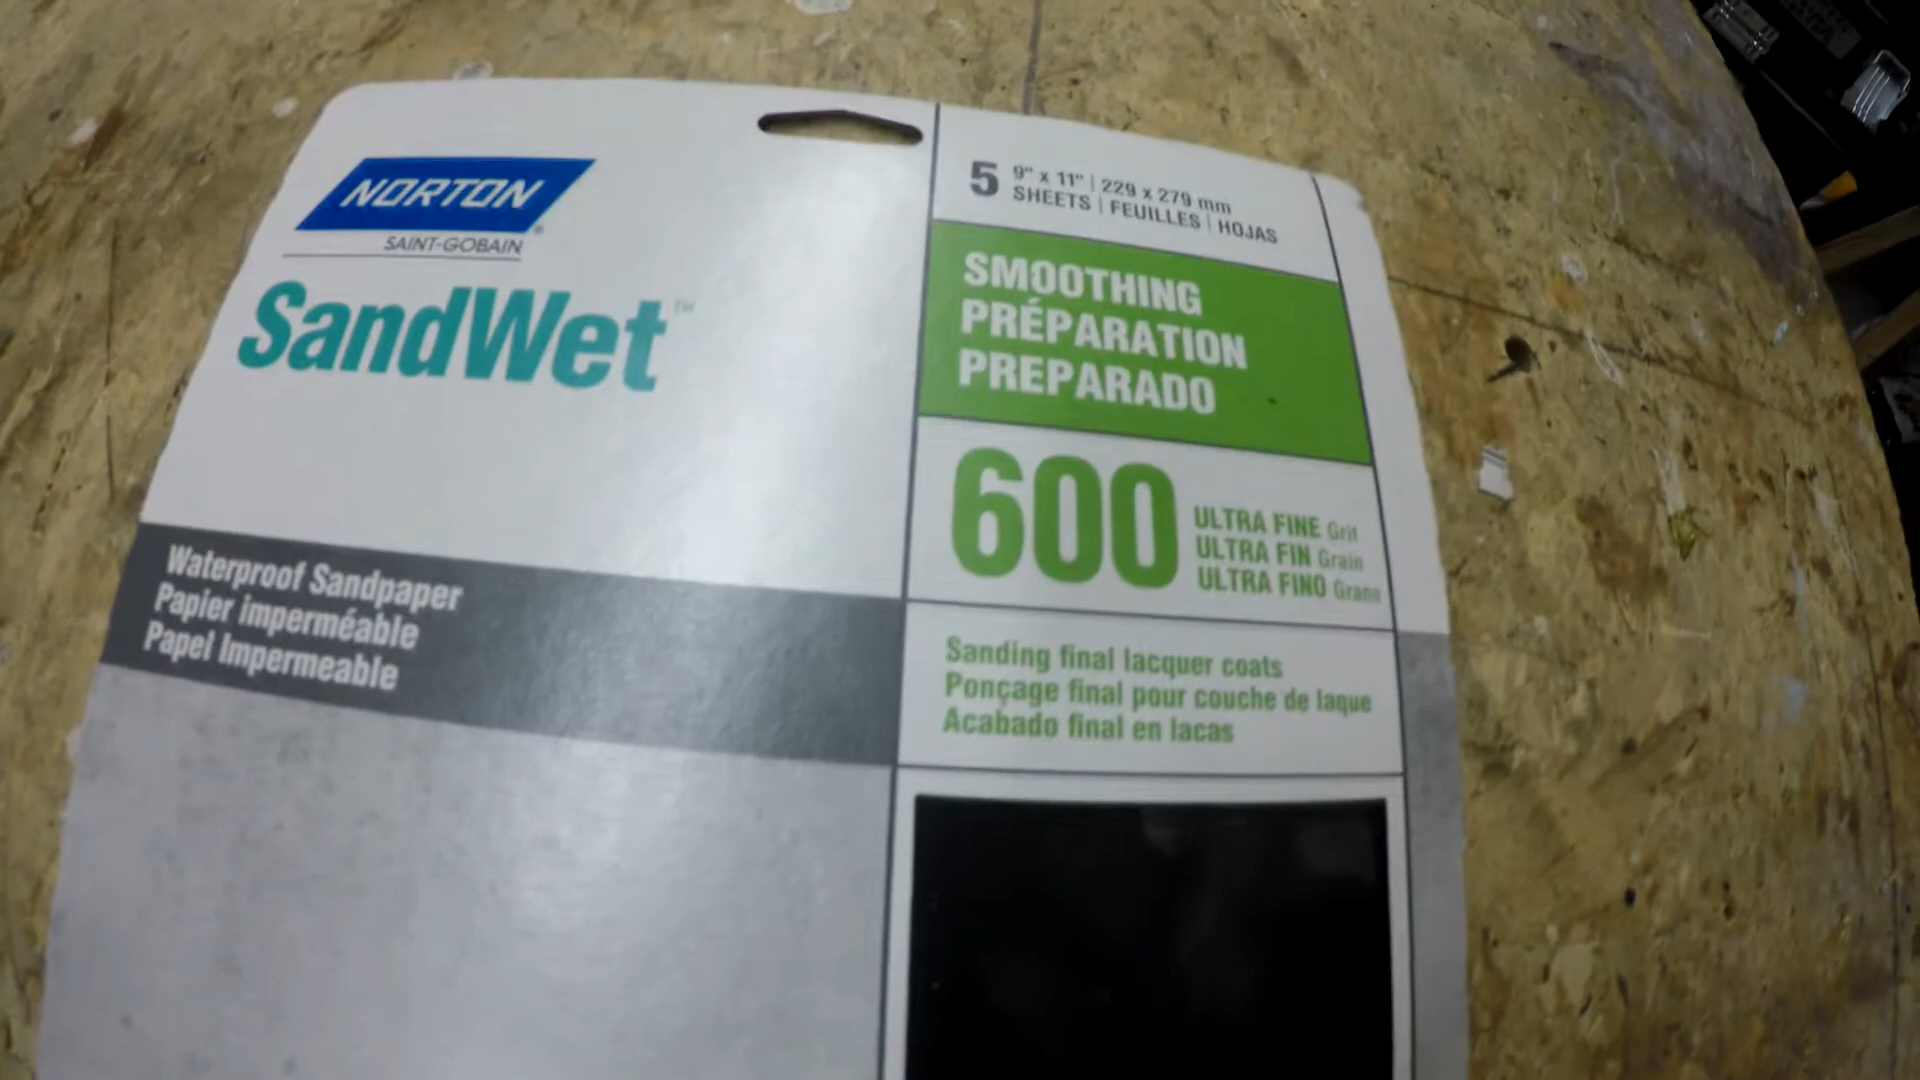 NORTON
SAINT-GOBAIN
SandWet™
Waterproof Sandpaper
Papier imperméable
Papel Impermeable
5
9" x 11" | 229 x 279 mm
SHEETS | FEUILLES | HOJAS
SMOOTHING
PRÉPARATION
PREPARADO
600
ULTRA FINE Grit
ULTRA FIN Grain
ULTRA FINO Grano
Sanding final lacquer coats
Ponçage final pour couche de laque
Acabado final en lacas